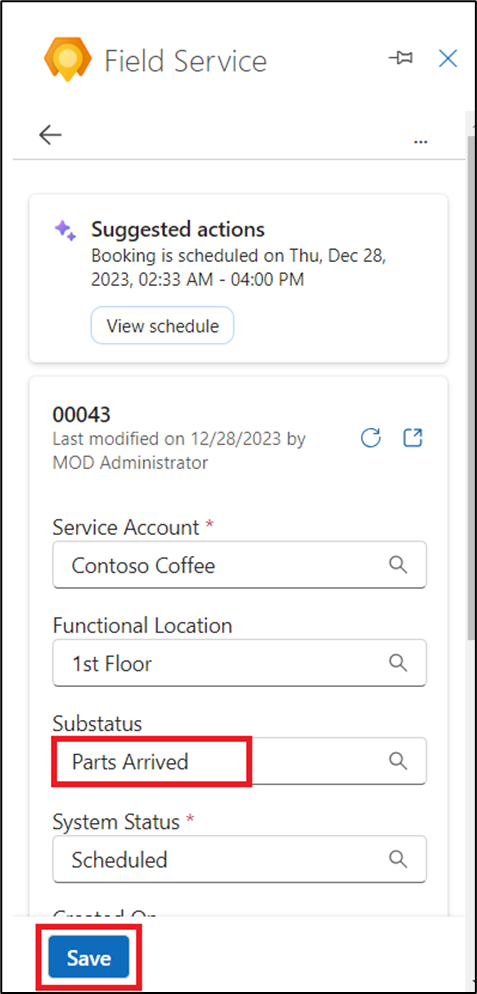 Field Service
...
Suggested actions
Booking is scheduled on Thu, Dec 28,
2023, 02:33 AM - 04:00 PM
View schedule
00043
Last modified on 12/28/2023 by
MOD Administrator
Service Account *
Contoso Coffee
Functional Location
1st Floor
Substatus
Parts Arrived
System Status *
Scheduled
Created On
Save